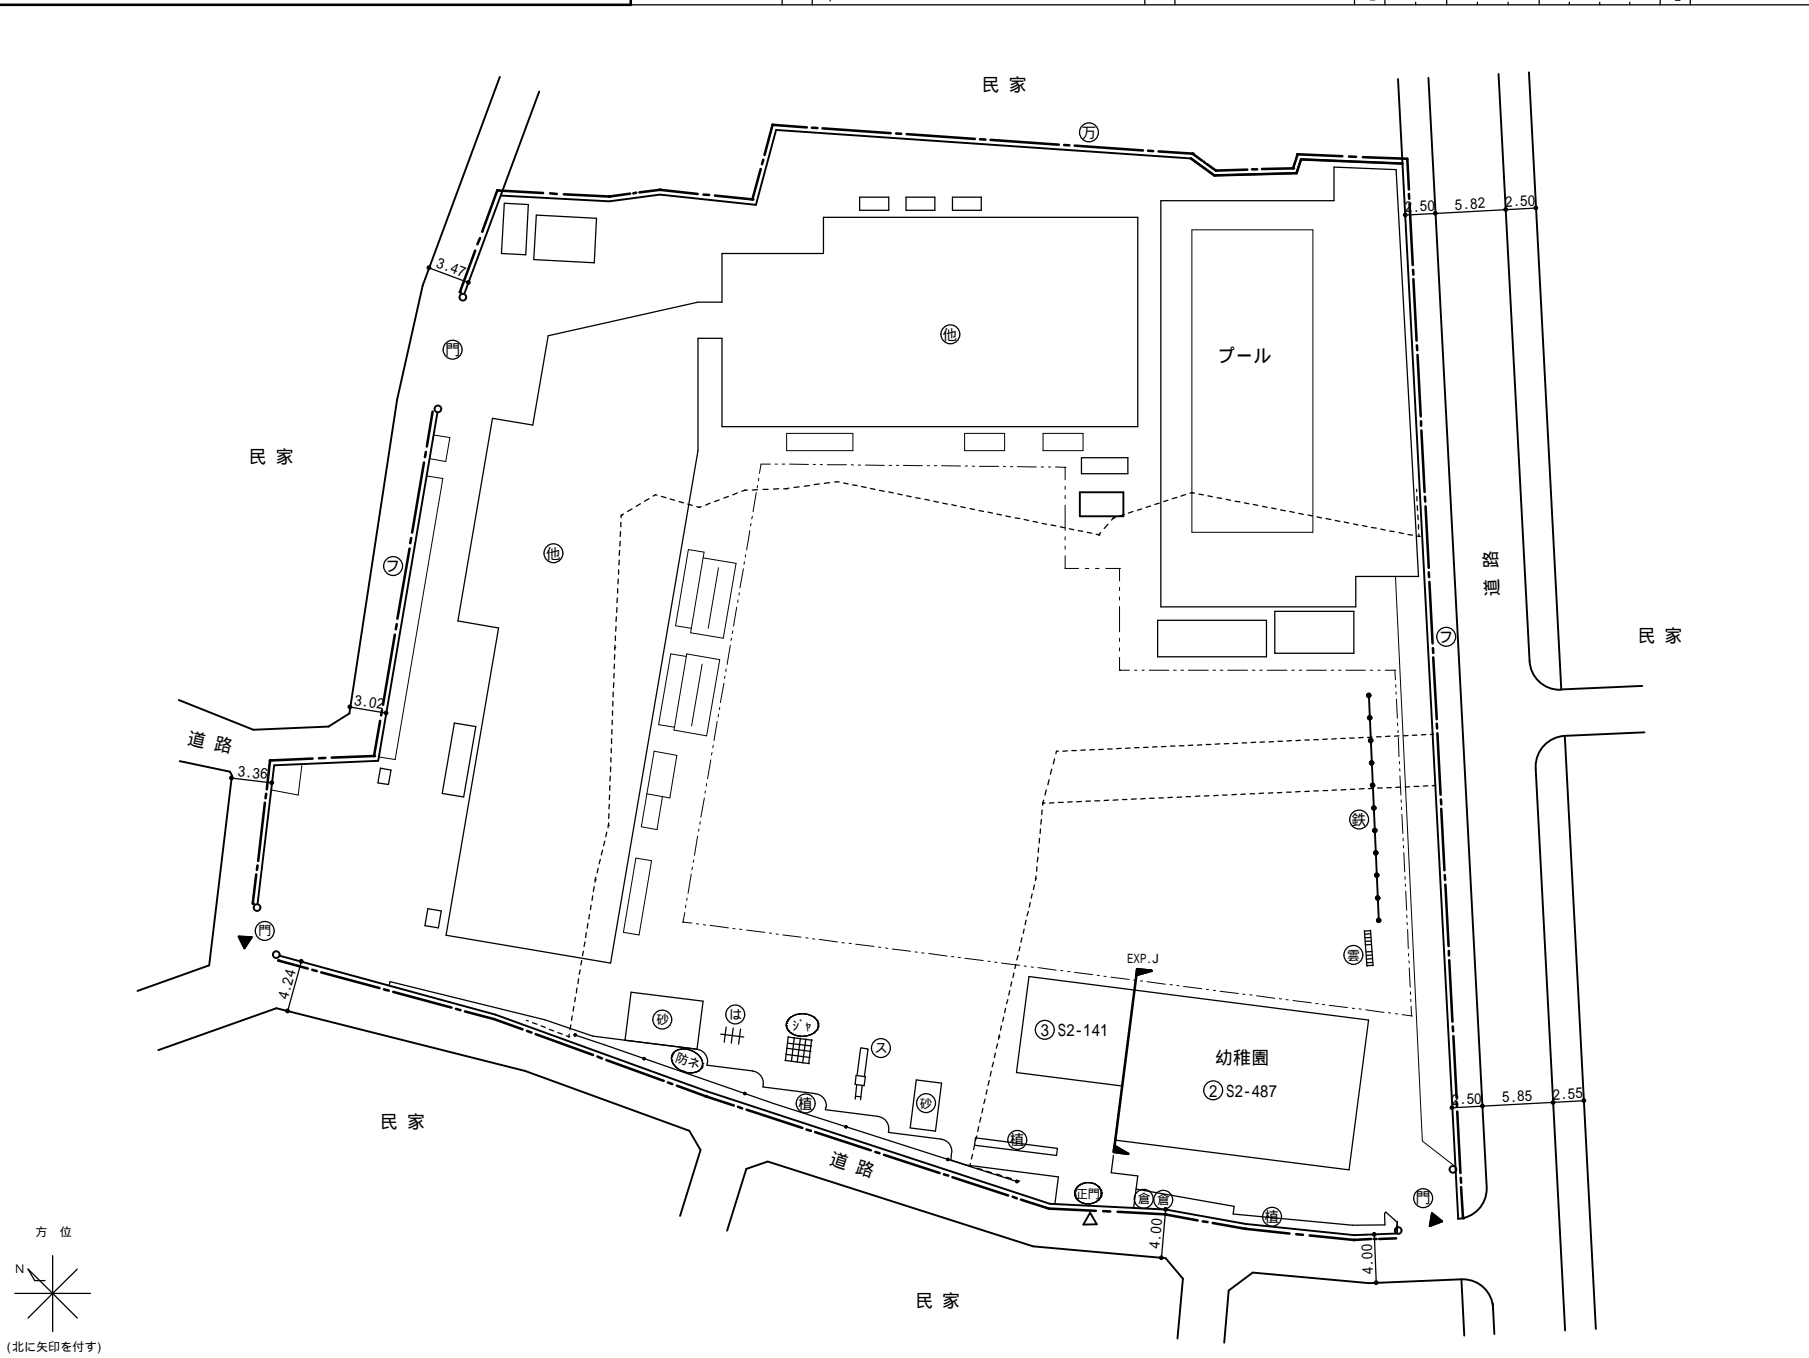 民 家
万
2.50
5.82
2.50
3.47
他
門
プール
民 家
他
フ
道 路
フ
民 家
3.02
道 路
3.36
鉄
門
雲
EXP.J
4.24
砂
は
ジャ
③ S2-141
ス
幼稚園
② S2-487
防ネ
植
砂
2.50
5.85
2.55
民 家
植
道 路
正門
倉
倉
門
植
4.00
4.00
方 位
N
民 家
(北に矢印を付す)